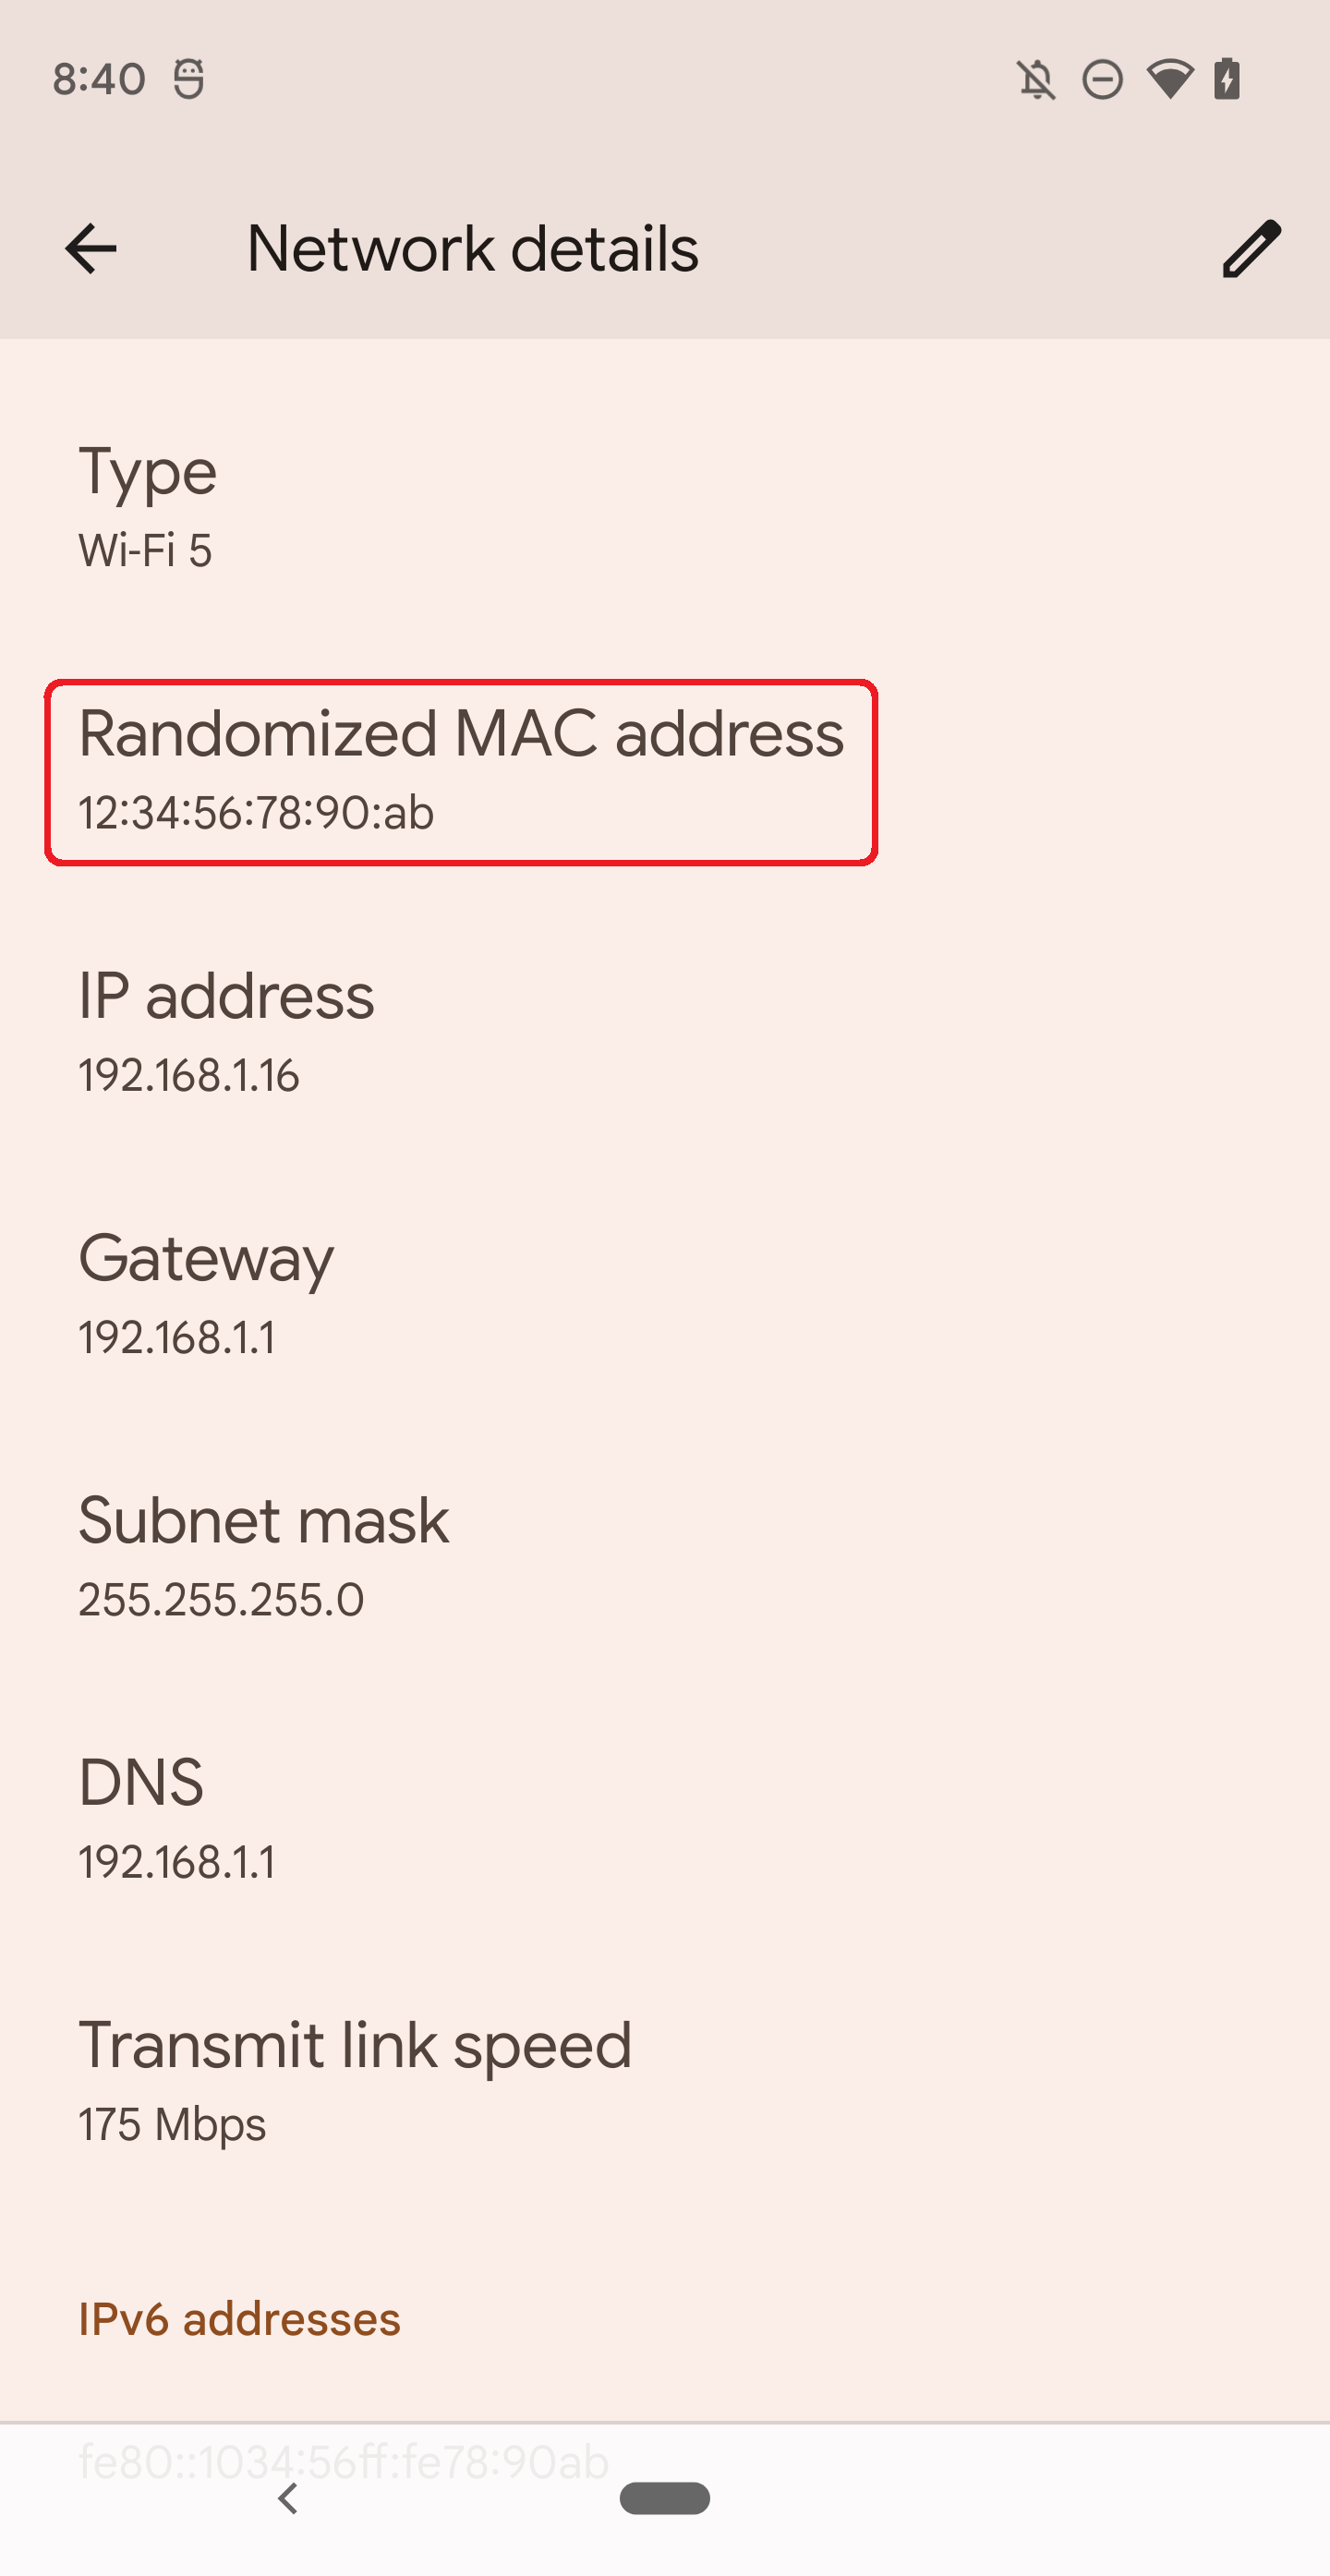 8:40
Network details
Type
Wi-Fi 5
Randomized MAC address
12:34:56:78:90:ab
IP address
192.168.1.16
Gateway
192.168.1.1
Subnet mask
255.255.255.0
DNS
192.168.1.1
Transmit link speed
175 Mbps
IPv6 addresses
fe80::1034:56ff:fe78:90ab